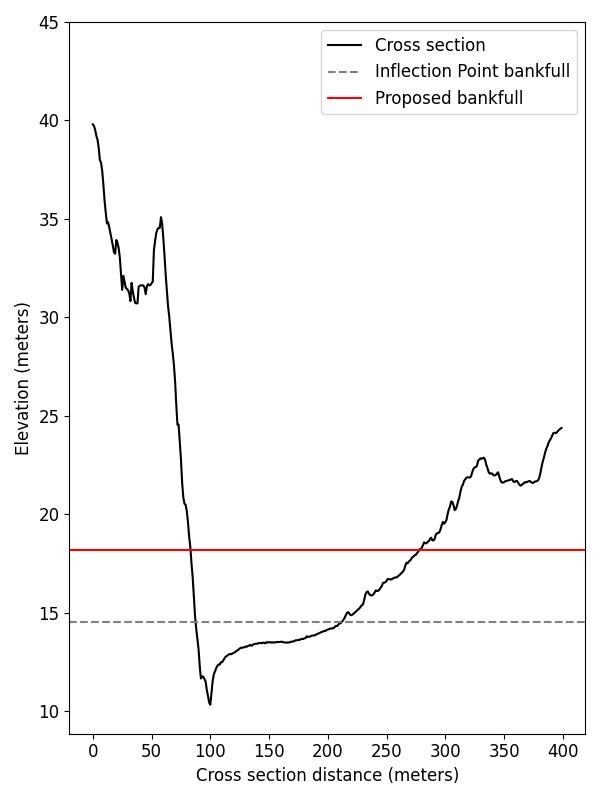 Cross section
Inflection Point bankfull
Proposed bankfull
Elevation (meters)
45
40
35
30
25
20
15
10
0 50 100 150 200 250 300 350 400
Cross section distance (meters)